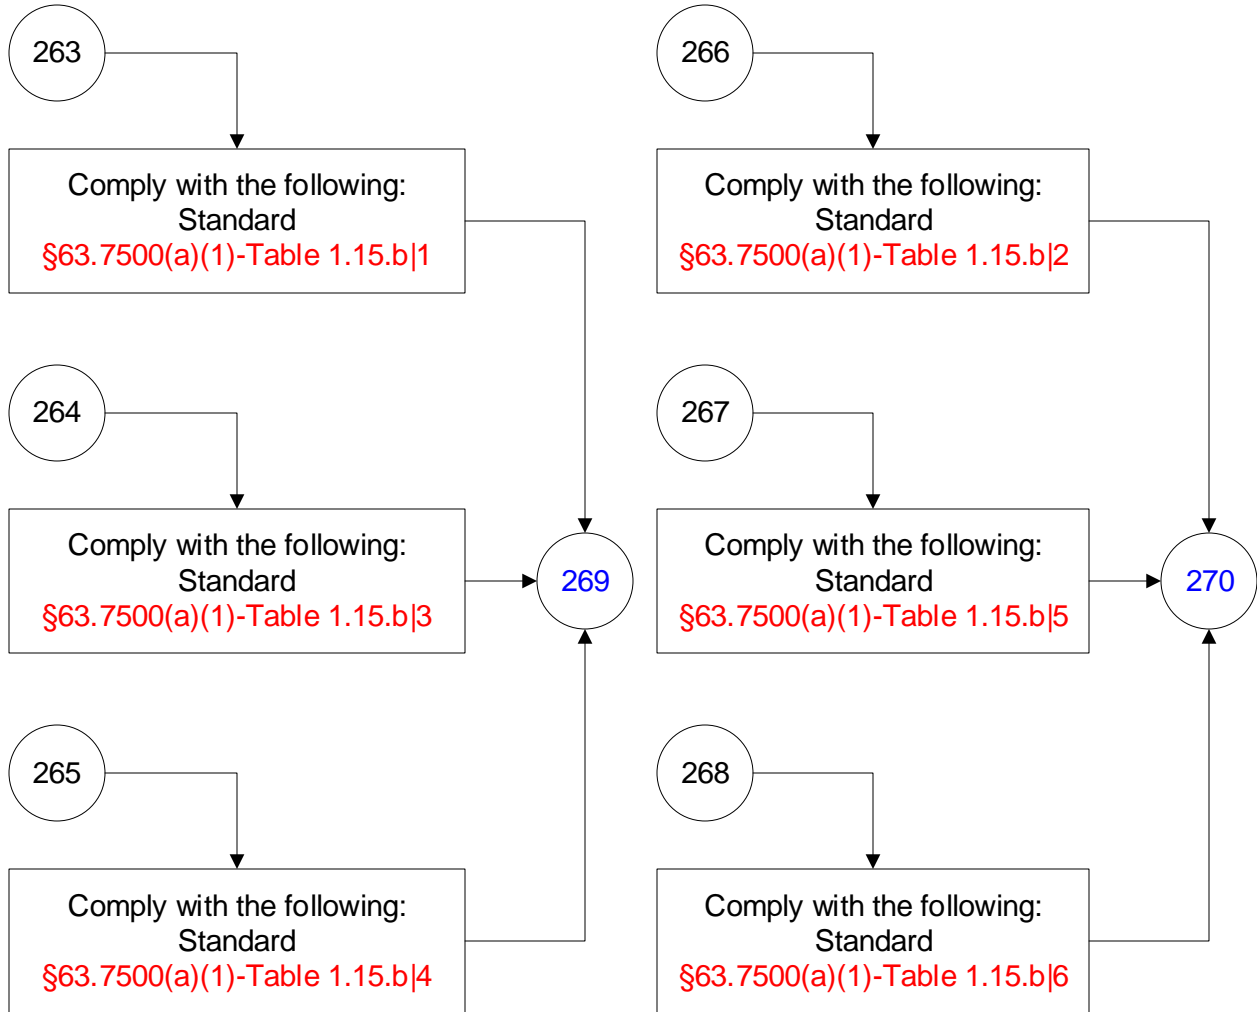 263
Comply with the following:
Standard
§63.7500(a)(1)-Table 1.15.b|1
264
Comply with the following:
Standard
§63.7500(a)(1)-Table 1.15.b|3
269
265
Comply with the following:
Standard
§63.7500(a)(1)-Table 1.15.b|4
266
Comply with the following:
Standard
§63.7500(a)(1)-Table 1.15.b|2
267
Comply with the following:
Standard
§63.7500(a)(1)-Table 1.15.b|5
270
268
Comply with the following:
Standard
§63.7500(a)(1)-Table 1.15.b|6